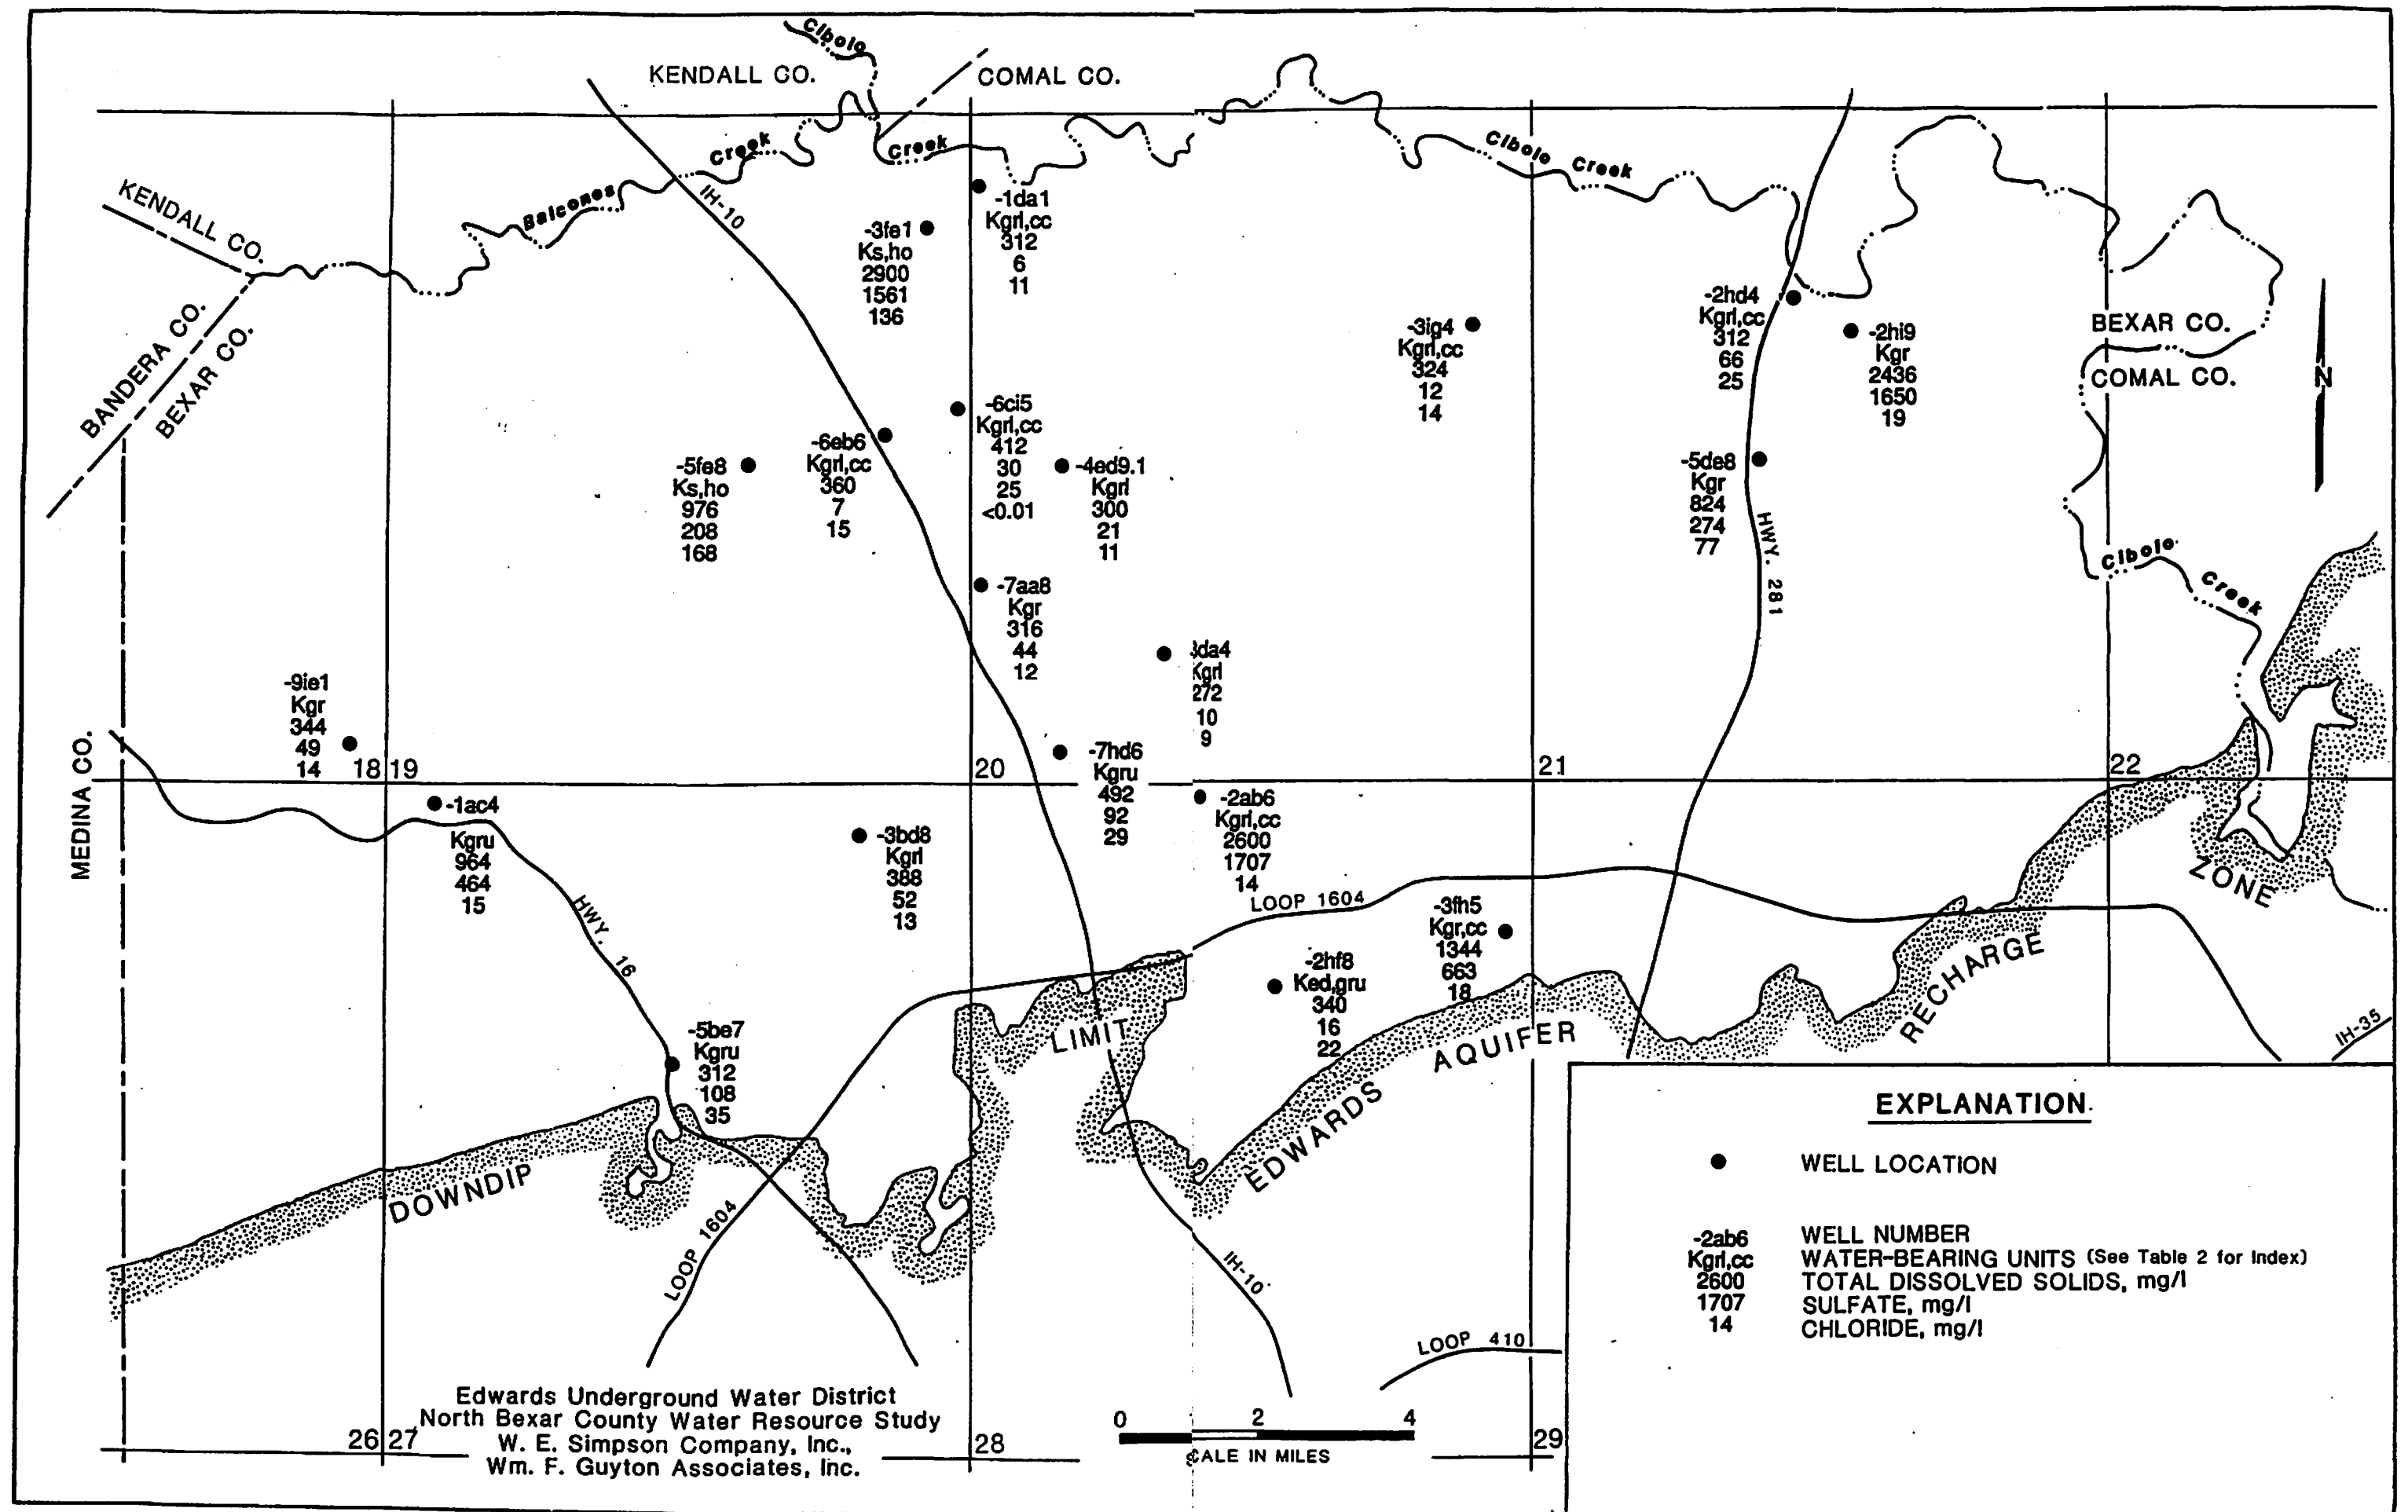 Cibolo
KENDALL CO.
COMAL CO.
Creek
Creek
Cibolo Creek
Balcones
KENDALL CO.
IH-10
BANDERA CO.
BEXAR CO.
-1da1
Kgrl,cc
312
6
11
-3fe1
Ks,ho
2900
1561
136
-2hd4
Kgrl,cc
312
66
25
-3ig4
Kgrl,cc
324
12
14
-2hi9
Kgr
2436
1650
19
BEXAR CO.
COMAL CO.
N
-6ci5
Kgrl,cc
412
30
25
<0.01
-6eb6
Kgrl,cc
360
7
15
-5fe8
Ks,ho
976
208
168
-4ed9.1
Kgrl
300
21
11
-5de8
Kgr
824
274
77
HWY. 281
Cibolo
Creek
-7aa8
Kgr
316
44
12
da4
Kgrl
272
10
9
-9ie1
Kgr
344
49
14
MEDINA CO.
18
19
20
21
22
-7hd6
Kgru
492
92
29
-1ac4
Kgru
964
464
15
-3bd8
Kgrl
388
52
13
-2ab6
Kgrl,cc
2600
1707
14
HWY. 16
LOOP 1604
-3fh5
Kgr,cc
1344
663
18
-2hf8
Ked,gru
340
16
22
-5be7
Kgru
312
108
35
DOWNDIP
LIMIT
EDWARDS
AQUIFER
RECHARGE
ZONE
IH-35
LOOP 1604
IH-10
LOOP 410
EXPLANATION
WELL LOCATION
-2ab6 WELL NUMBER
Kgrl,cc WATER-BEARING UNITS (See Table 2 for Index)
2600 TOTAL DISSOLVED SOLIDS, mg/l
1707 SULFATE, mg/l
14 CHLORIDE, mg/l
Edwards Underground Water District
North Bexar County Water Resource Study
W. E. Simpson Company, Inc.,
Wm. F. Guyton Associates, Inc.
26
27
28
29
0 2 4
SCALE IN MILES